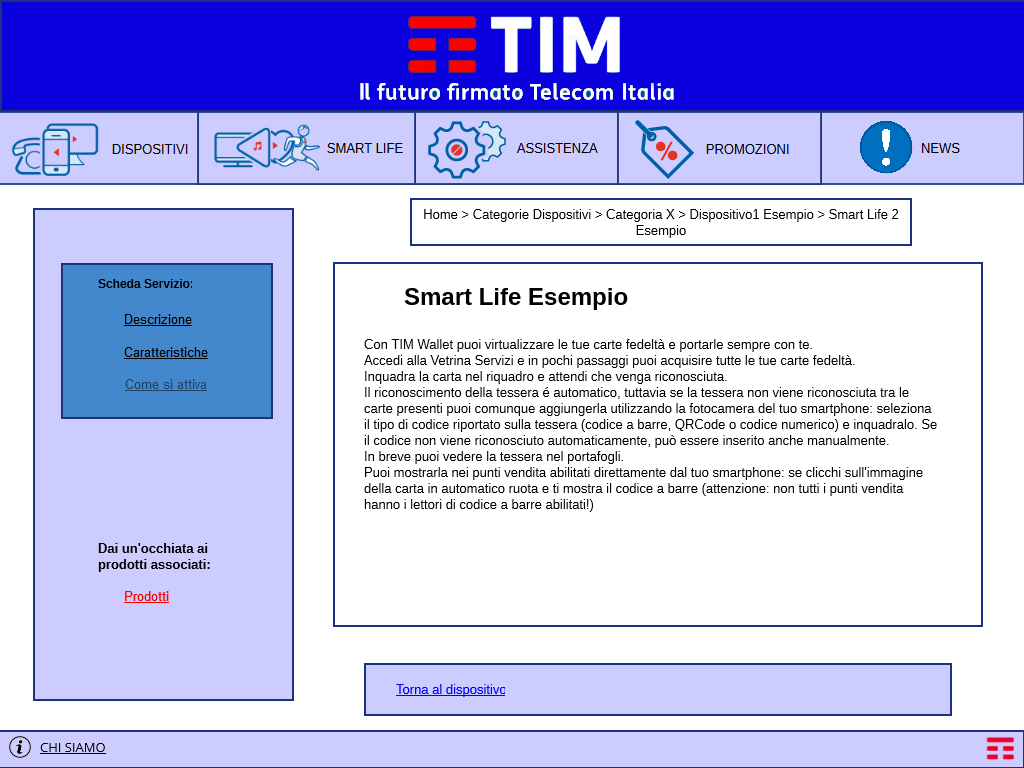 TIM
Il futuro firmato Telecom Italia
DISPOSITIVI
SMART LIFE
ASSISTENZA
PROMOZIONI
NEWS
Home > Categorie Dispositivi > Categoria X > Dispositivo1 Esempio > Smart Life 2
Esempio
Scheda Servizio:
Descrizione
Caratteristiche
Come si attiva
Dai un'occhiata ai
prodotti associati:
Prodotti
Smart Life Esempio
Con TIM Wallet puoi virtualizzare le tue carte fedeltà e portarle sempre con te.
Accedi alla Vetrina Servizi e in pochi passaggi puoi acquisire tutte le tue carte fedeltà.
Inquadra la carta nel riquadro e attendi che venga riconosciuta.
Il riconoscimento della tessera é automatico, tuttavia se la tessera non viene riconosciuta tra le
carte presenti puoi comunque aggiungerla utilizzando la fotocamera del tuo smartphone: seleziona
il tipo di codice riportato sulla tessera (codice a barre, QRCode o codice numerico) e inquadralo. Se
il codice non viene riconosciuto automaticamente, può essere inserito anche manualmente.
In breve puoi vedere la tessera nel portafogli.
Puoi mostrarla nei punti vendita abilitati direttamente dal tuo smartphone: se clicchi sull'immagine
della carta in automatico ruota e ti mostra il codice a barre (attenzione: non tutti i punti vendita
hanno i lettori di codice a barre abilitati!)
Torna al dispositivo
CHI SIAMO